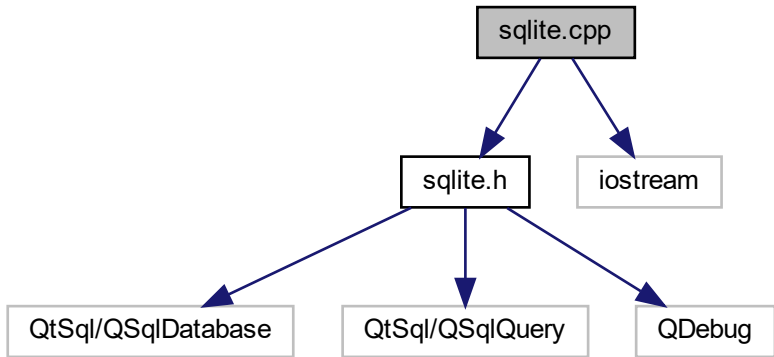 sqlite.cpp
sqlite.h
iostream
QtSql/QSqlDatabase
QtSql/QSqlQuery
QDebug